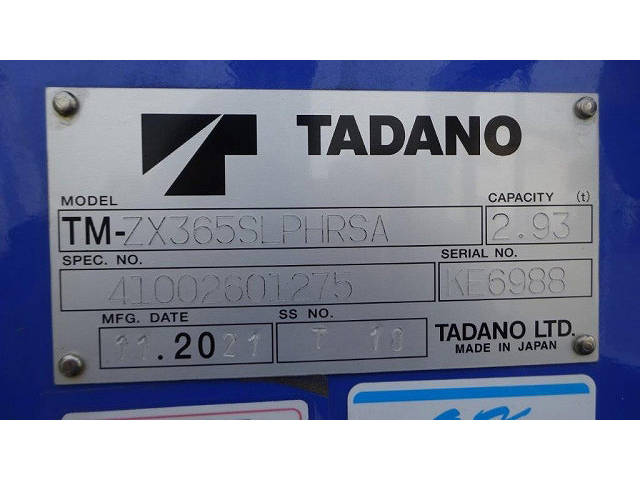 TADANO
MODEL
TM-ZX365SLPHRSA
CAPACITY (t)
2.93
SPEC. NO.
41002601275
SERIAL NO.
KE6988
MFG. DATE
11.2021
SS NO.
T 18
TADANO LTD.
MADE IN JAPAN